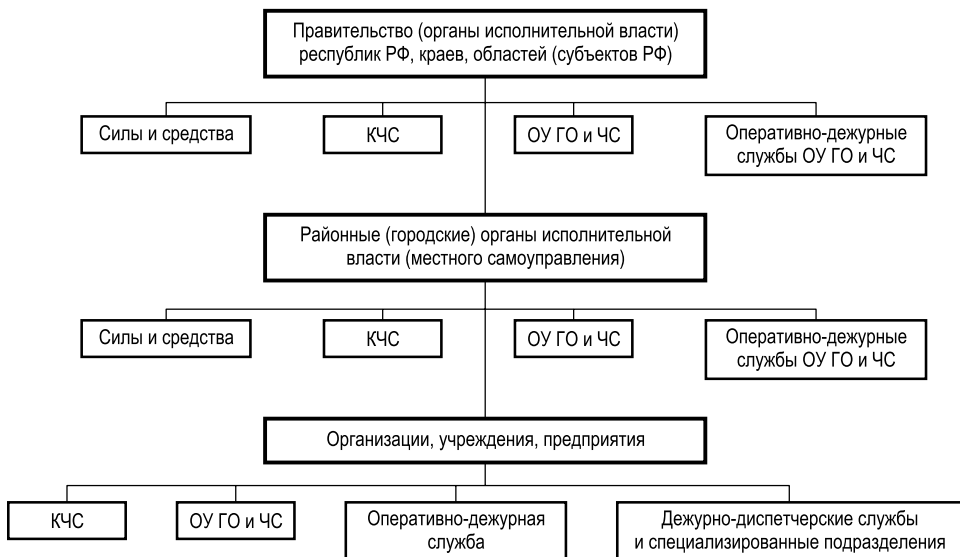 Правительство (органы исполнительной власти)
республик РФ, краев, областей (субъектов РФ)
Силы и средства
КЧС
ОУ ГО и ЧС
Оперативно-дежурные
службы ОУ ГО и ЧС
Районные (городские) органы исполнительной
власти (местного самоуправления)
Силы и средства
КЧС
ОУ ГО и ЧС
Оперативно-дежурные
службы ОУ ГО и ЧС
Организации, учреждения, предприятия
КЧС
ОУ ГО и ЧС
Оперативно-дежурная
служба
Дежурно-диспетчерские службы
и специализированные подразделения